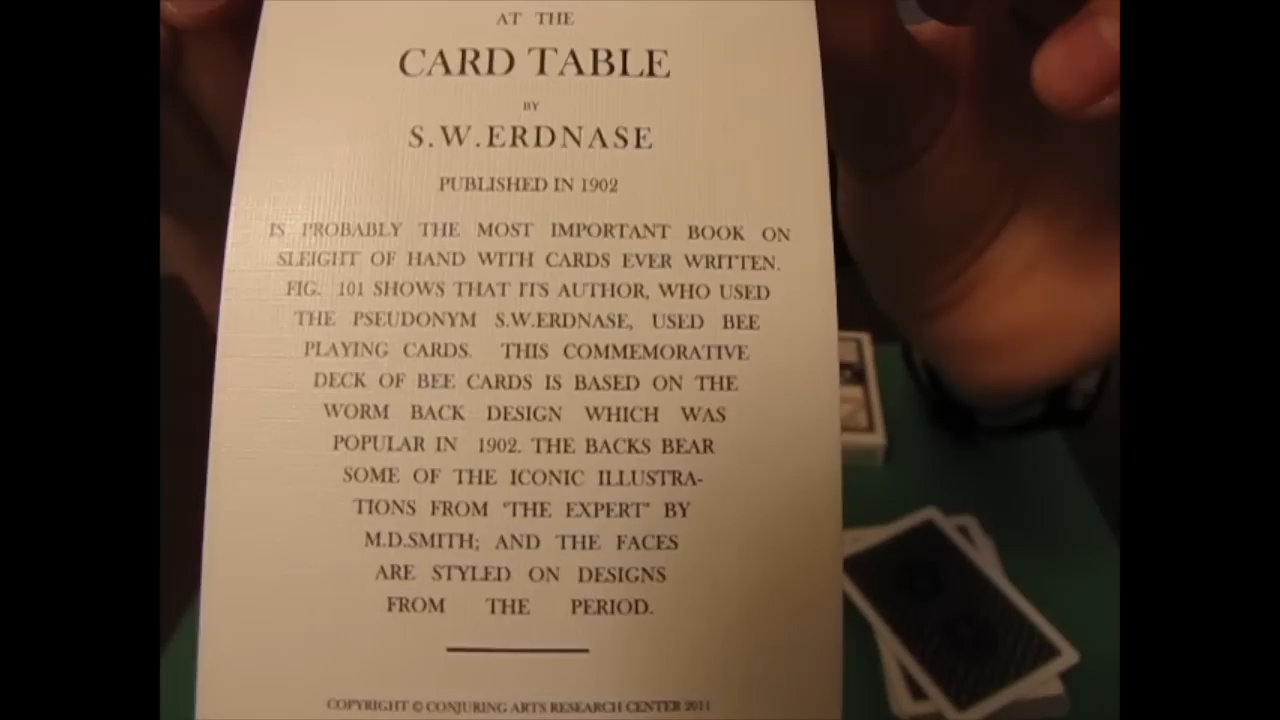 AT THE
CARD TABLE
BY
S.W.ERDNASE
PUBLISHED IN 1902
IS PROBABLY THE MOST IMPORTANT BOOK ON
SLEIGHT OF HAND WITH CARDS EVER WRITTEN.
FIG. 101 SHOWS THAT ITS AUTHOR, WHO USED
THE PSEUDONYM S.W.ERDNASE, USED BEE
PLAYING CARDS. THIS COMMEMORATIVE
DECK OF BEE CARDS IS BASED ON THE
WORM BACK DESIGN WHICH WAS
POPULAR IN 1902. THE BACKS BEAR
SOME OF THE ICONIC ILLUSTRA-
TIONS FROM "THE EXPERT" BY
M.D.SMITH; AND THE FACES
ARE STYLED ON DESIGNS
FROM THE PERIOD.
COPYRIGHT © CONJURING ARTS RESEARCH CENTER 2011